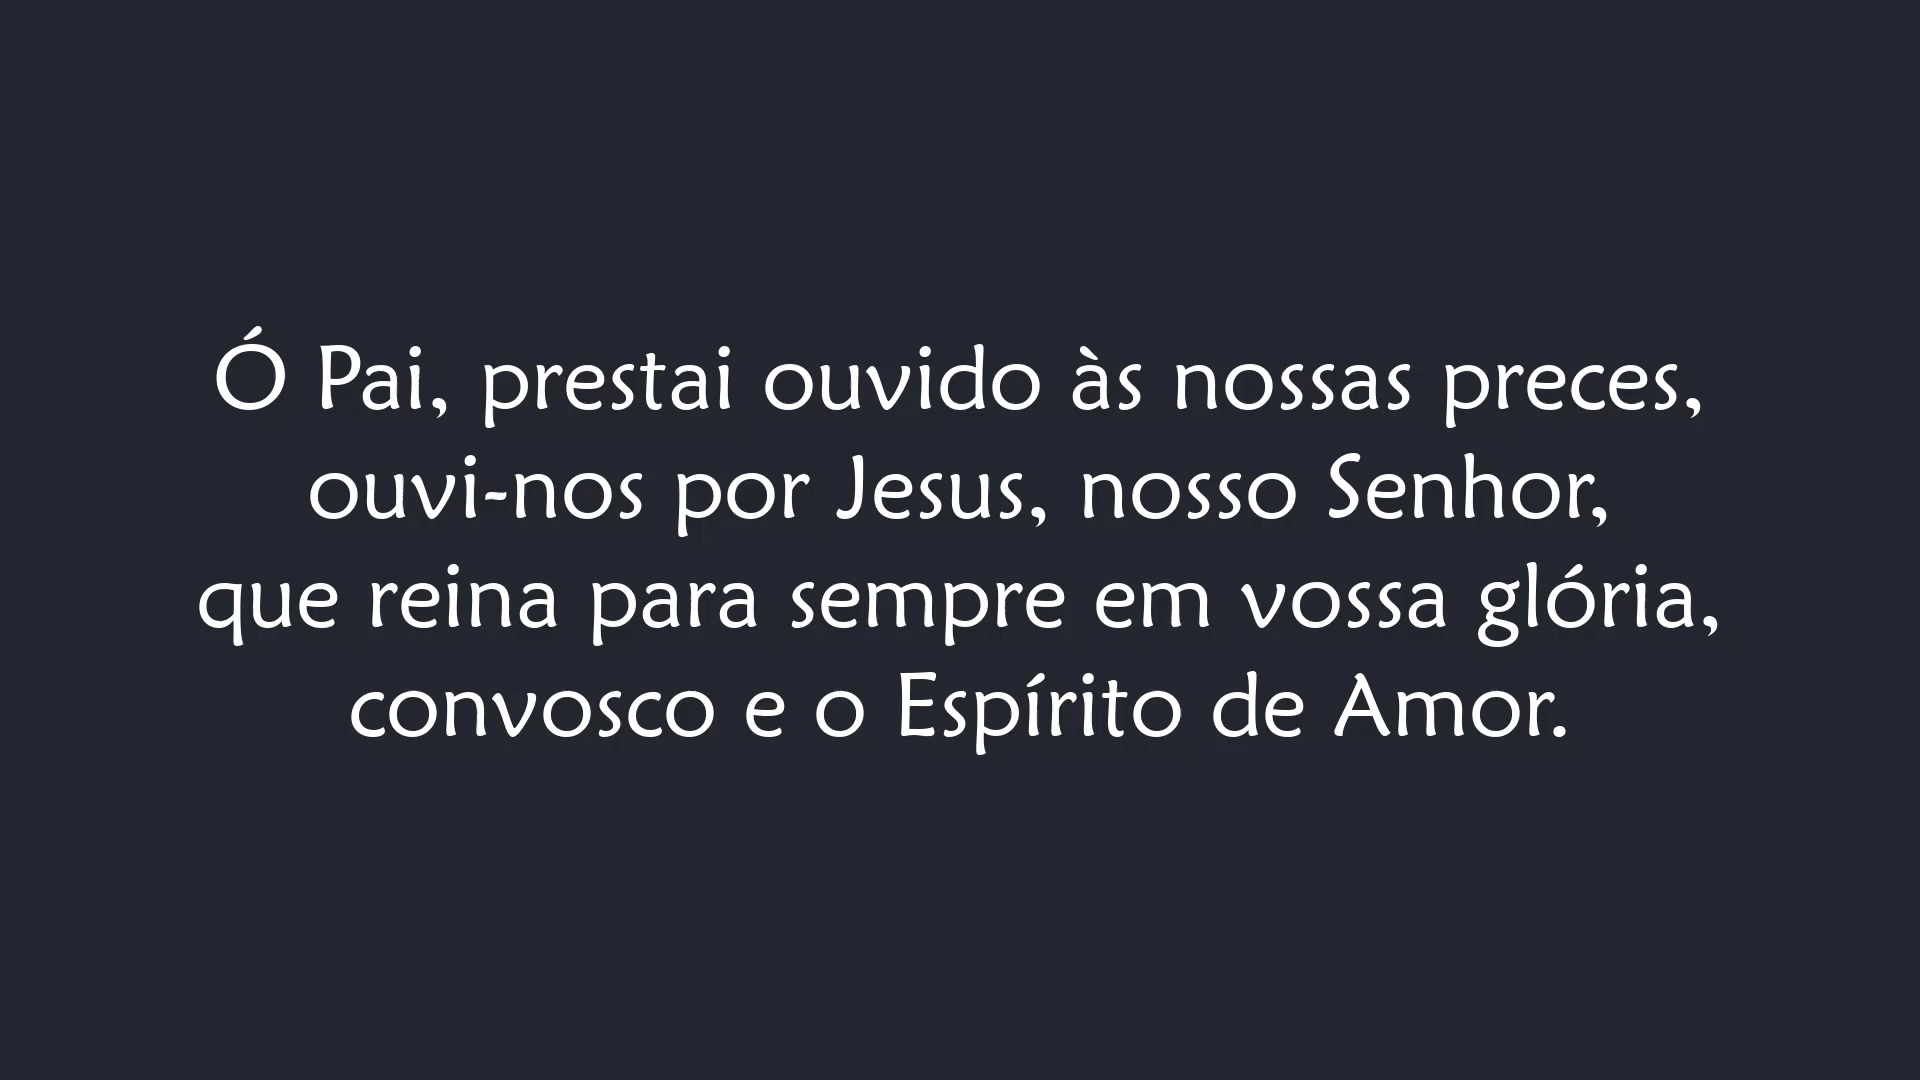 Ó Pai, prestai ouvido às nossas preces,
ouvi-nos por Jesus, nosso Senhor,
que reina para sempre em vossa glória,
convosco e o Espírito de Amor.